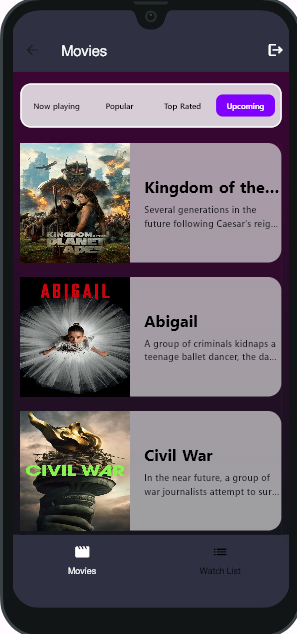 Movies
Now playing
Popular
Top Rated
Upcoming
KINGDOM OF THE
PLANET
OF THE
APES
Kingdom of the...
Several generations in the
future following Caesar's reig...
ABIGAIL
Abigail
A group of criminals kidnaps a
teenage ballet dancer, the da...
CIVIL WAR
Civil War
In the near future, a group of
war journalists attempt to sur...
Movies
Watch List